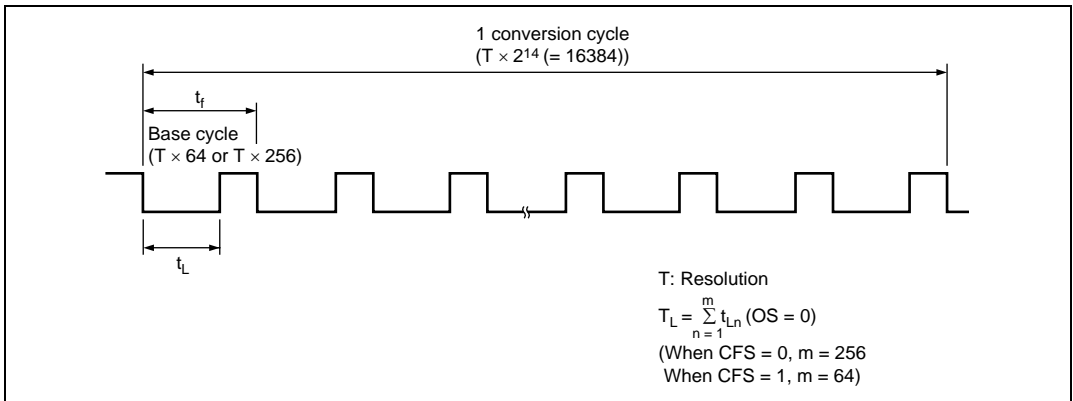 1 conversion cycle
(T × 2¹⁴ (= 16384))
t_f
Base cycle
(T × 64 or T × 256)
t_L
T: Resolution
m
T_L = Σ t_Ln (OS = 0)
n = 1
(When CFS = 0, m = 256
When CFS = 1, m = 64)